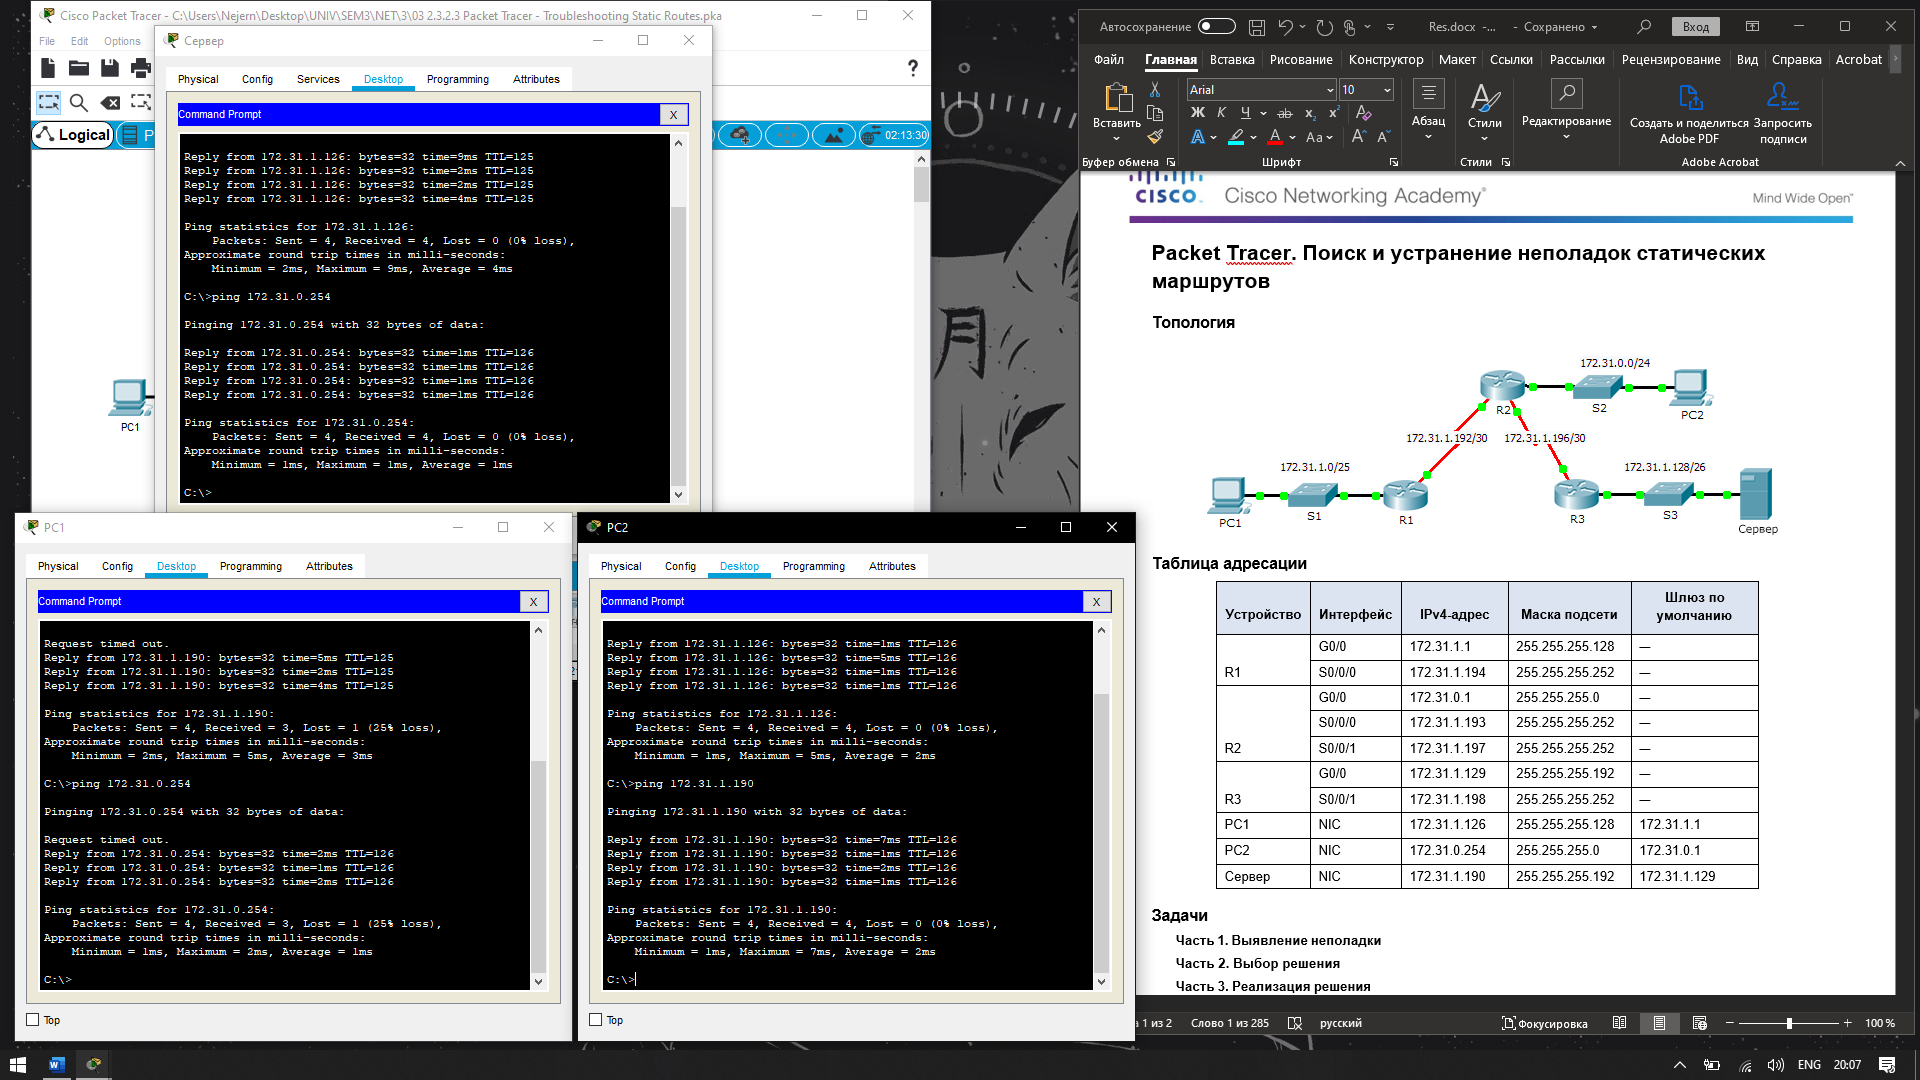 Cisco Packet Tracer - C:\Users\Nejern\Desktop\UNIV\SEM3\NET\3\03 2.3.2.3 Packet Tracer - Troubleshooting Static Routes.pka
File Edit Options
Logical
02:13:30
PC1
Сервер
Physical Config Services Desktop Programming Attributes
Command Prompt
X
Reply from 172.31.1.126: bytes=32 time=9ms TTL=125
Reply from 172.31.1.126: bytes=32 time=2ms TTL=125
Reply from 172.31.1.126: bytes=32 time=2ms TTL=125
Reply from 172.31.1.126: bytes=32 time=4ms TTL=125
Ping statistics for 172.31.1.126:
Packets: Sent = 4, Received = 4, Lost = 0 (0% loss),
Approximate round trip times in milli-seconds:
Minimum = 2ms, Maximum = 9ms, Average = 4ms
C:\>ping 172.31.0.254
Pinging 172.31.0.254 with 32 bytes of data:
Reply from 172.31.0.254: bytes=32 time=1ms TTL=126
Reply from 172.31.0.254: bytes=32 time=1ms TTL=126
Reply from 172.31.0.254: bytes=32 time=1ms TTL=126
Reply from 172.31.0.254: bytes=32 time=1ms TTL=126
Ping statistics for 172.31.0.254:
Packets: Sent = 4, Received = 4, Lost = 0 (0% loss),
Approximate round trip times in milli-seconds:
Minimum = 1ms, Maximum = 1ms, Average = 1ms
C:\>
PC1
Physical Config Desktop Programming Attributes
Command Prompt
X
Request timed out.
Reply from 172.31.1.190: bytes=32 time=5ms TTL=125
Reply from 172.31.1.190: bytes=32 time=2ms TTL=125
Reply from 172.31.1.190: bytes=32 time=4ms TTL=125
Ping statistics for 172.31.1.190:
Packets: Sent = 4, Received = 3, Lost = 1 (25% loss),
Approximate round trip times in milli-seconds:
Minimum = 2ms, Maximum = 5ms, Average = 3ms
C:\>ping 172.31.0.254
Pinging 172.31.0.254 with 32 bytes of data:
Request timed out.
Reply from 172.31.0.254: bytes=32 time=2ms TTL=126
Reply from 172.31.0.254: bytes=32 time=1ms TTL=126
Reply from 172.31.0.254: bytes=32 time=2ms TTL=126
Ping statistics for 172.31.0.254:
Packets: Sent = 4, Received = 3, Lost = 1 (25% loss),
Approximate round trip times in milli-seconds:
Minimum = 1ms, Maximum = 2ms, Average = 1ms
C:\>
Top
PC2
Physical Config Desktop Programming Attributes
Command Prompt
X
Reply from 172.31.1.126: bytes=32 time=1ms TTL=126
Reply from 172.31.1.126: bytes=32 time=5ms TTL=126
Reply from 172.31.1.126: bytes=32 time=1ms TTL=126
Reply from 172.31.1.126: bytes=32 time=1ms TTL=126
Ping statistics for 172.31.1.126:
Packets: Sent = 4, Received = 4, Lost = 0 (0% loss),
Approximate round trip times in milli-seconds:
Minimum = 1ms, Maximum = 5ms, Average = 2ms
C:\>ping 172.31.1.190
Pinging 172.31.1.190 with 32 bytes of data:
Reply from 172.31.1.190: bytes=32 time=7ms TTL=126
Reply from 172.31.1.190: bytes=32 time=1ms TTL=126
Reply from 172.31.1.190: bytes=32 time=2ms TTL=126
Reply from 172.31.1.190: bytes=32 time=1ms TTL=126
Ping statistics for 172.31.1.190:
Packets: Sent = 4, Received = 4, Lost = 0 (0% loss),
Approximate round trip times in milli-seconds:
Minimum = 1ms, Maximum = 7ms, Average = 2ms
C:\>
Top
月
Автосохранение Res.docx -... - Сохранено Вход
Файл Главная Вставка Рисование Конструктор Макет Ссылки Рассылки Рецензирование Вид Справка Acrobat
Arial 10
Вставить Абзац Стили Редактирование Создать и поделиться Adobe PDF Запросить подписи
Буфер обмена Шрифт Стили Adobe Acrobat
CISCO. Cisco Networking Academy® Mind Wide Open™
Packet Tracer. Поиск и устранение неполадок статических
маршрутов
Топология
172.31.0.0/24
R2 S2 PC2
172.31.1.192/30 172.31.1.196/30
172.31.1.0/25 172.31.1.128/26
PC1 S1 R1 R3 S3 Сервер
Таблица адресации
Устройство Интерфейс IPv4-адрес Маска подсети Шлюз по умолчанию
R1 G0/0 172.31.1.1 255.255.255.128 —
S0/0/0 172.31.1.194 255.255.255.252 —
R2 G0/0 172.31.0.1 255.255.255.0 —
S0/0/0 172.31.1.193 255.255.255.252 —
S0/0/1 172.31.1.197 255.255.255.252 —
R3 G0/0 172.31.1.129 255.255.255.192 —
S0/0/1 172.31.1.198 255.255.255.252 —
PC1 NIC 172.31.1.126 255.255.255.128 172.31.1.1
PC2 NIC 172.31.0.254 255.255.255.0 172.31.0.1
Сервер NIC 172.31.1.190 255.255.255.192 172.31.1.129
Задачи
Часть 1. Выявление неполадки
Часть 2. Выбор решения
Часть 3. Реализация решения
1 из 2 Слово 1 из 285 русский Фокусировка 100 %
ENG 20:07